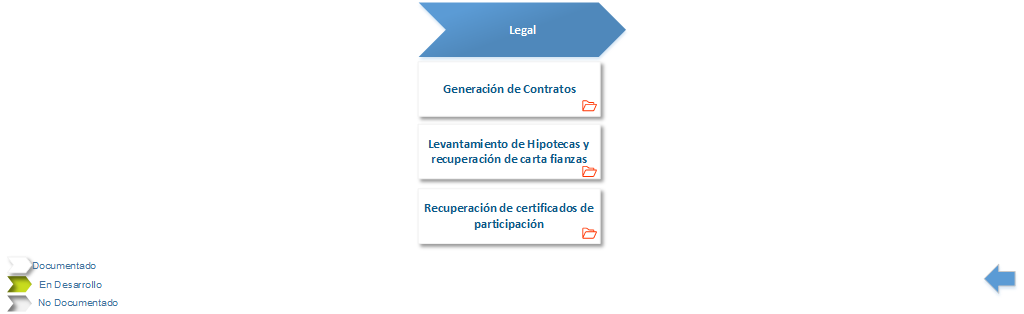 Legal
Generación de Contratos
Levantamiento de Hipotecas y
recuperación de carta fianzas
Recuperación de certificados de
participación
Documentado
En Desarrollo
No Documentado